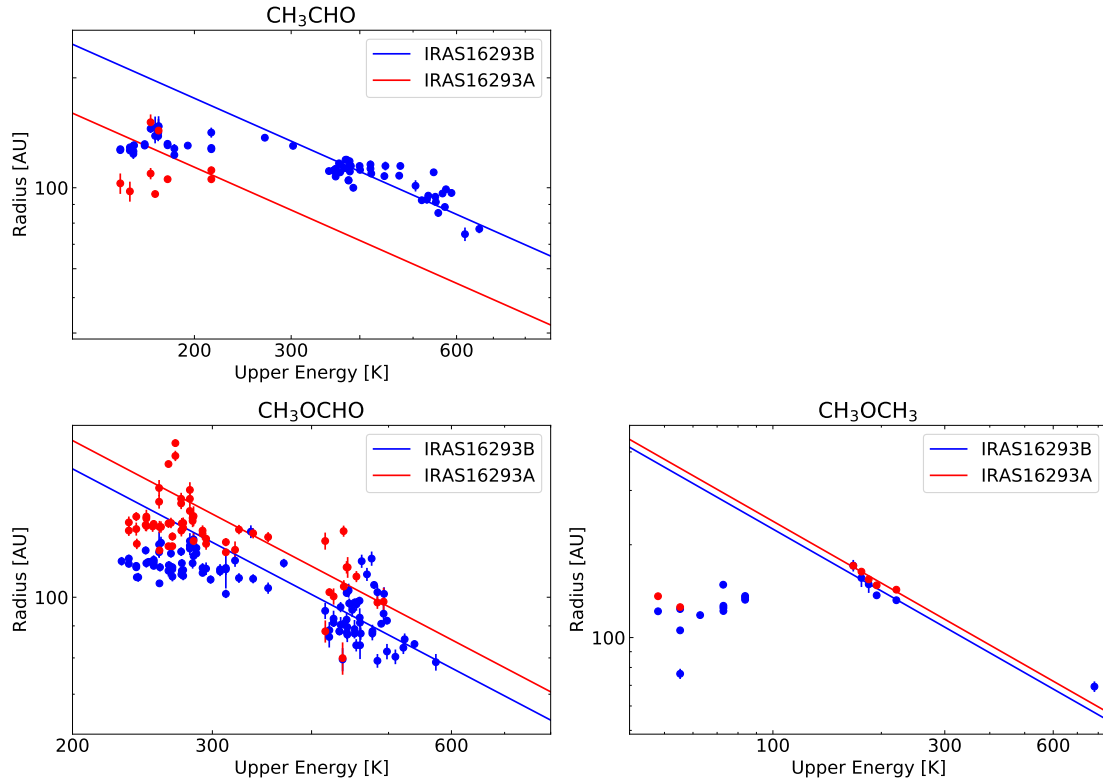 CH₃CHO
IRAS16293B
IRAS16293A
Radius [AU]
100
200
300
600
Upper Energy [K]
CH₃OCHO
IRAS16293B
IRAS16293A
Radius [AU]
100
200
300
600
Upper Energy [K]
CH₃OCH₃
IRAS16293B
IRAS16293A
Radius [AU]
100
100
300
600
Upper Energy [K]